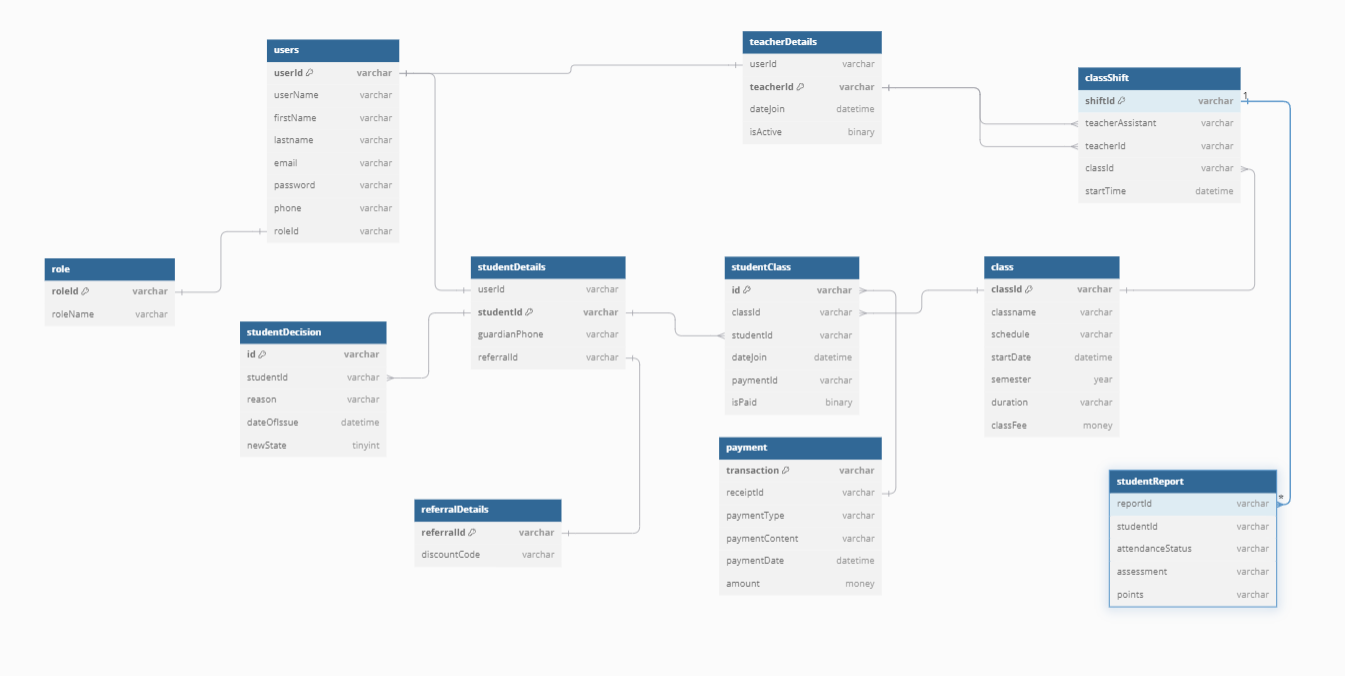 users
userId varchar
userName varchar
firstName varchar
lastname varchar
email varchar
password varchar
phone varchar
roleId varchar
teacherDetails
userId varchar
teacherId varchar
dateJoin datetime
isActive binary
classShift
shiftId varchar
1
teacherAssistant varchar
teacherId varchar
classId varchar
startTime datetime
role
roleId varchar
roleName varchar
studentDetails
userId varchar
studentId varchar
guardianPhone varchar
referralId varchar
studentClass
id varchar
classId varchar
studentId varchar
dateJoin datetime
paymentId varchar
isPaid binary
class
classId varchar
classname varchar
schedule varchar
startDate datetime
semester year
duration varchar
classFee money
studentDecision
id varchar
studentId varchar
reason varchar
dateOfIssue datetime
newState tinyint
payment
transaction varchar
receiptId varchar
paymentType varchar
paymentContent varchar
paymentDate datetime
amount money
referralDetails
referralId varchar
discountCode varchar
studentReport
*
reportId varchar
studentId varchar
attendanceStatus varchar
assessment varchar
points varchar